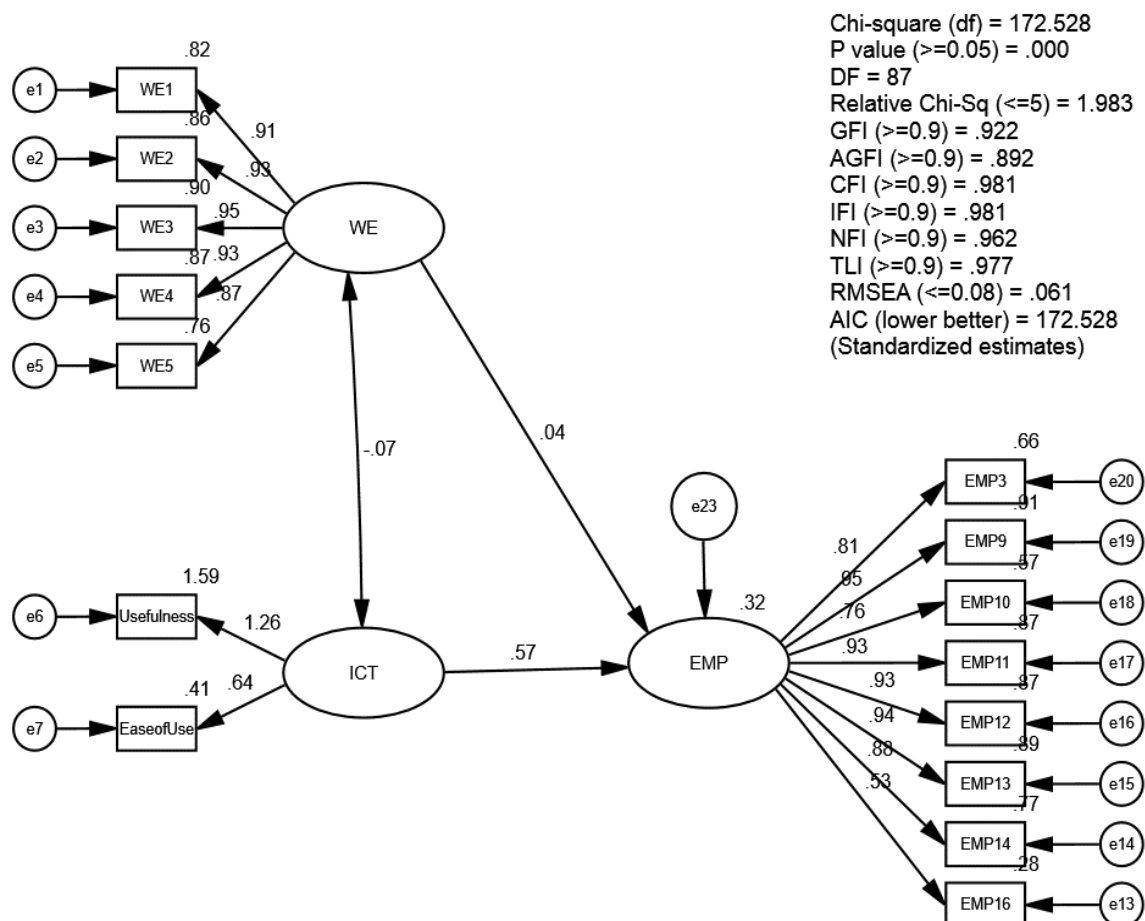 Chi-square (df) = 172.528
P value (>=0.05) = .000
DF = 87
Relative Chi-Sq (<=5) = 1.983
GFI (>=0.9) = .922
AGFI (>=0.9) = .892
CFI (>=0.9) = .981
IFI (>=0.9) = .981
NFI (>=0.9) = .962
TLI (>=0.9) = .977
RMSEA (<=0.08) = .061
AIC (lower better) = 172.528
(Standardized estimates)
.82
e1
WE1
.91
.86
e2
WE2
.93
.90
e3
WE3
.95
WE
.87
.93
e4
WE4
.87
.76
e5
WE5
-.07
.04
1.59
e6
Usefulness
1.26
.41
.64
e7
EaseofUse
ICT
.57
e23
.32
EMP
.66
.81
EMP3
e20
.91
.95
EMP9
e19
.57
.76
EMP10
e18
.87
.93
EMP11
e17
.87
.93
EMP12
e16
.89
.94
EMP13
e15
.77
.88
EMP14
e14
.28
.53
EMP16
e13